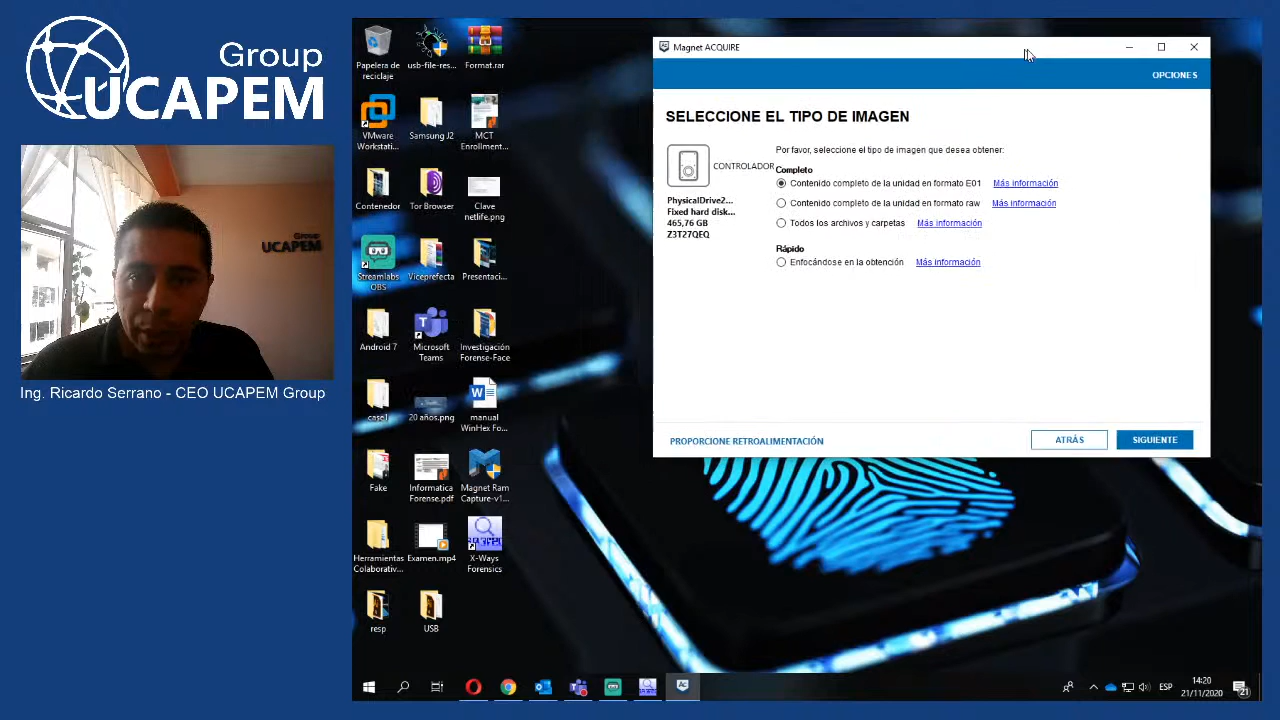 Group
UCAPEM
Group
UCAPEM
Ing. Ricardo Serrano - CEO UCAPEM Group
Papelera de reciclaje
usb-file-res...
Format.rar
VMware Workstati...
Samsung J2
MCT Enrollment...
Contenedor
Tor Browser
Clave netlife.png
Streamlabs OBS
Viceprefecta
Presentaci...
Android 7
Microsoft Teams
Investigación Forense-Face
case1
20 años.png
manual WinHex Fo...
Fake
Informatica Forense.pdf
Magnet Ram Capture-v1...
Herramientas Colaborativ...
Examen.mp4
X-Ways Forensics
resp
USB
Magnet ACQUIRE
OPCIONES
SELECCIONE EL TIPO DE IMAGEN
CONTROLADOR
PhysicalDrive2...
Fixed hard disk...
465,76 GB
Z3T27QEQ
Por favor, seleccione el tipo de imagen que desea obtener:
Completo
Contenido completo de la unidad en formato E01 Más información
Contenido completo de la unidad en formato raw Más información
Todos los archivos y carpetas Más información
Rápido
Enfocándose en la obtención Más información
PROPORCIONE RETROALIMENTACIÓN
ATRÁS
SIGUIENTE
ESP
14:20
21/11/2020
21